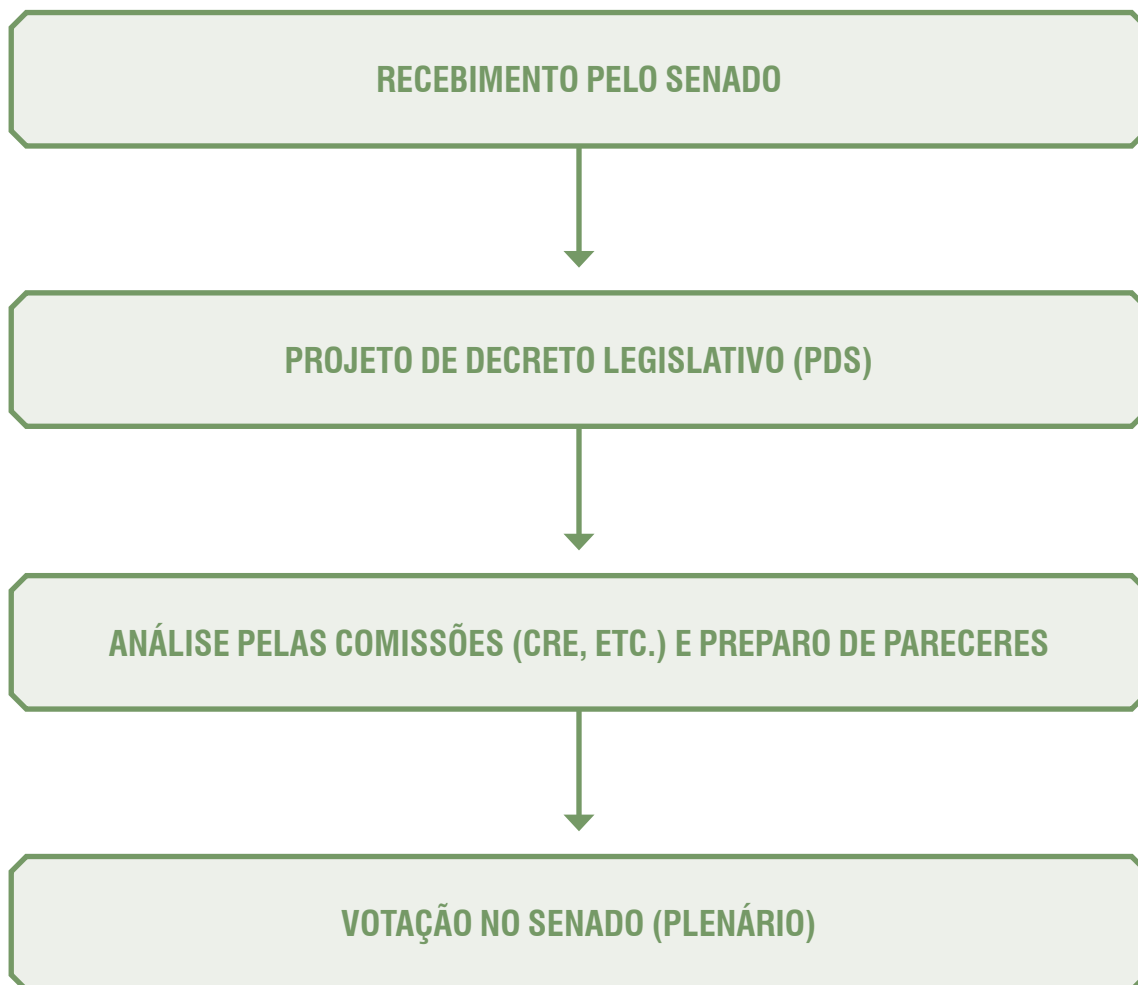 RECEBIMENTO PELO SENADO
PROJETO DE DECRETO LEGISLATIVO (PDS)
ANÁLISE PELAS COMISSÕES (CRE, ETC.) E PREPARO DE PARECERES
VOTAÇÃO NO SENADO (PLENÁRIO)